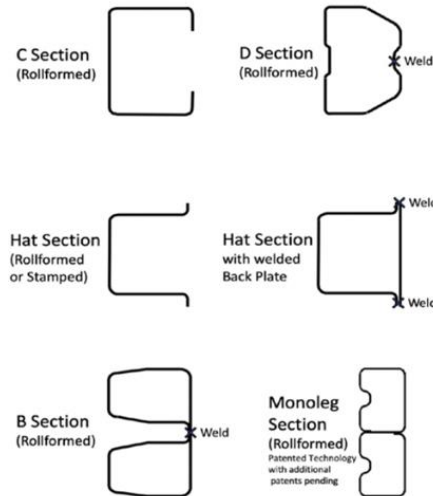 C Section
(Rollformed)
D Section
(Rollformed)
Weld
Hat Section
(Rollformed
or Stamped)
Hat Section
with welded
Back Plate
Weld
Weld
B Section
(Rollformed)
Weld
Monoleg
Section
(Rollformed)
Patented Technology
with additional
patents pending